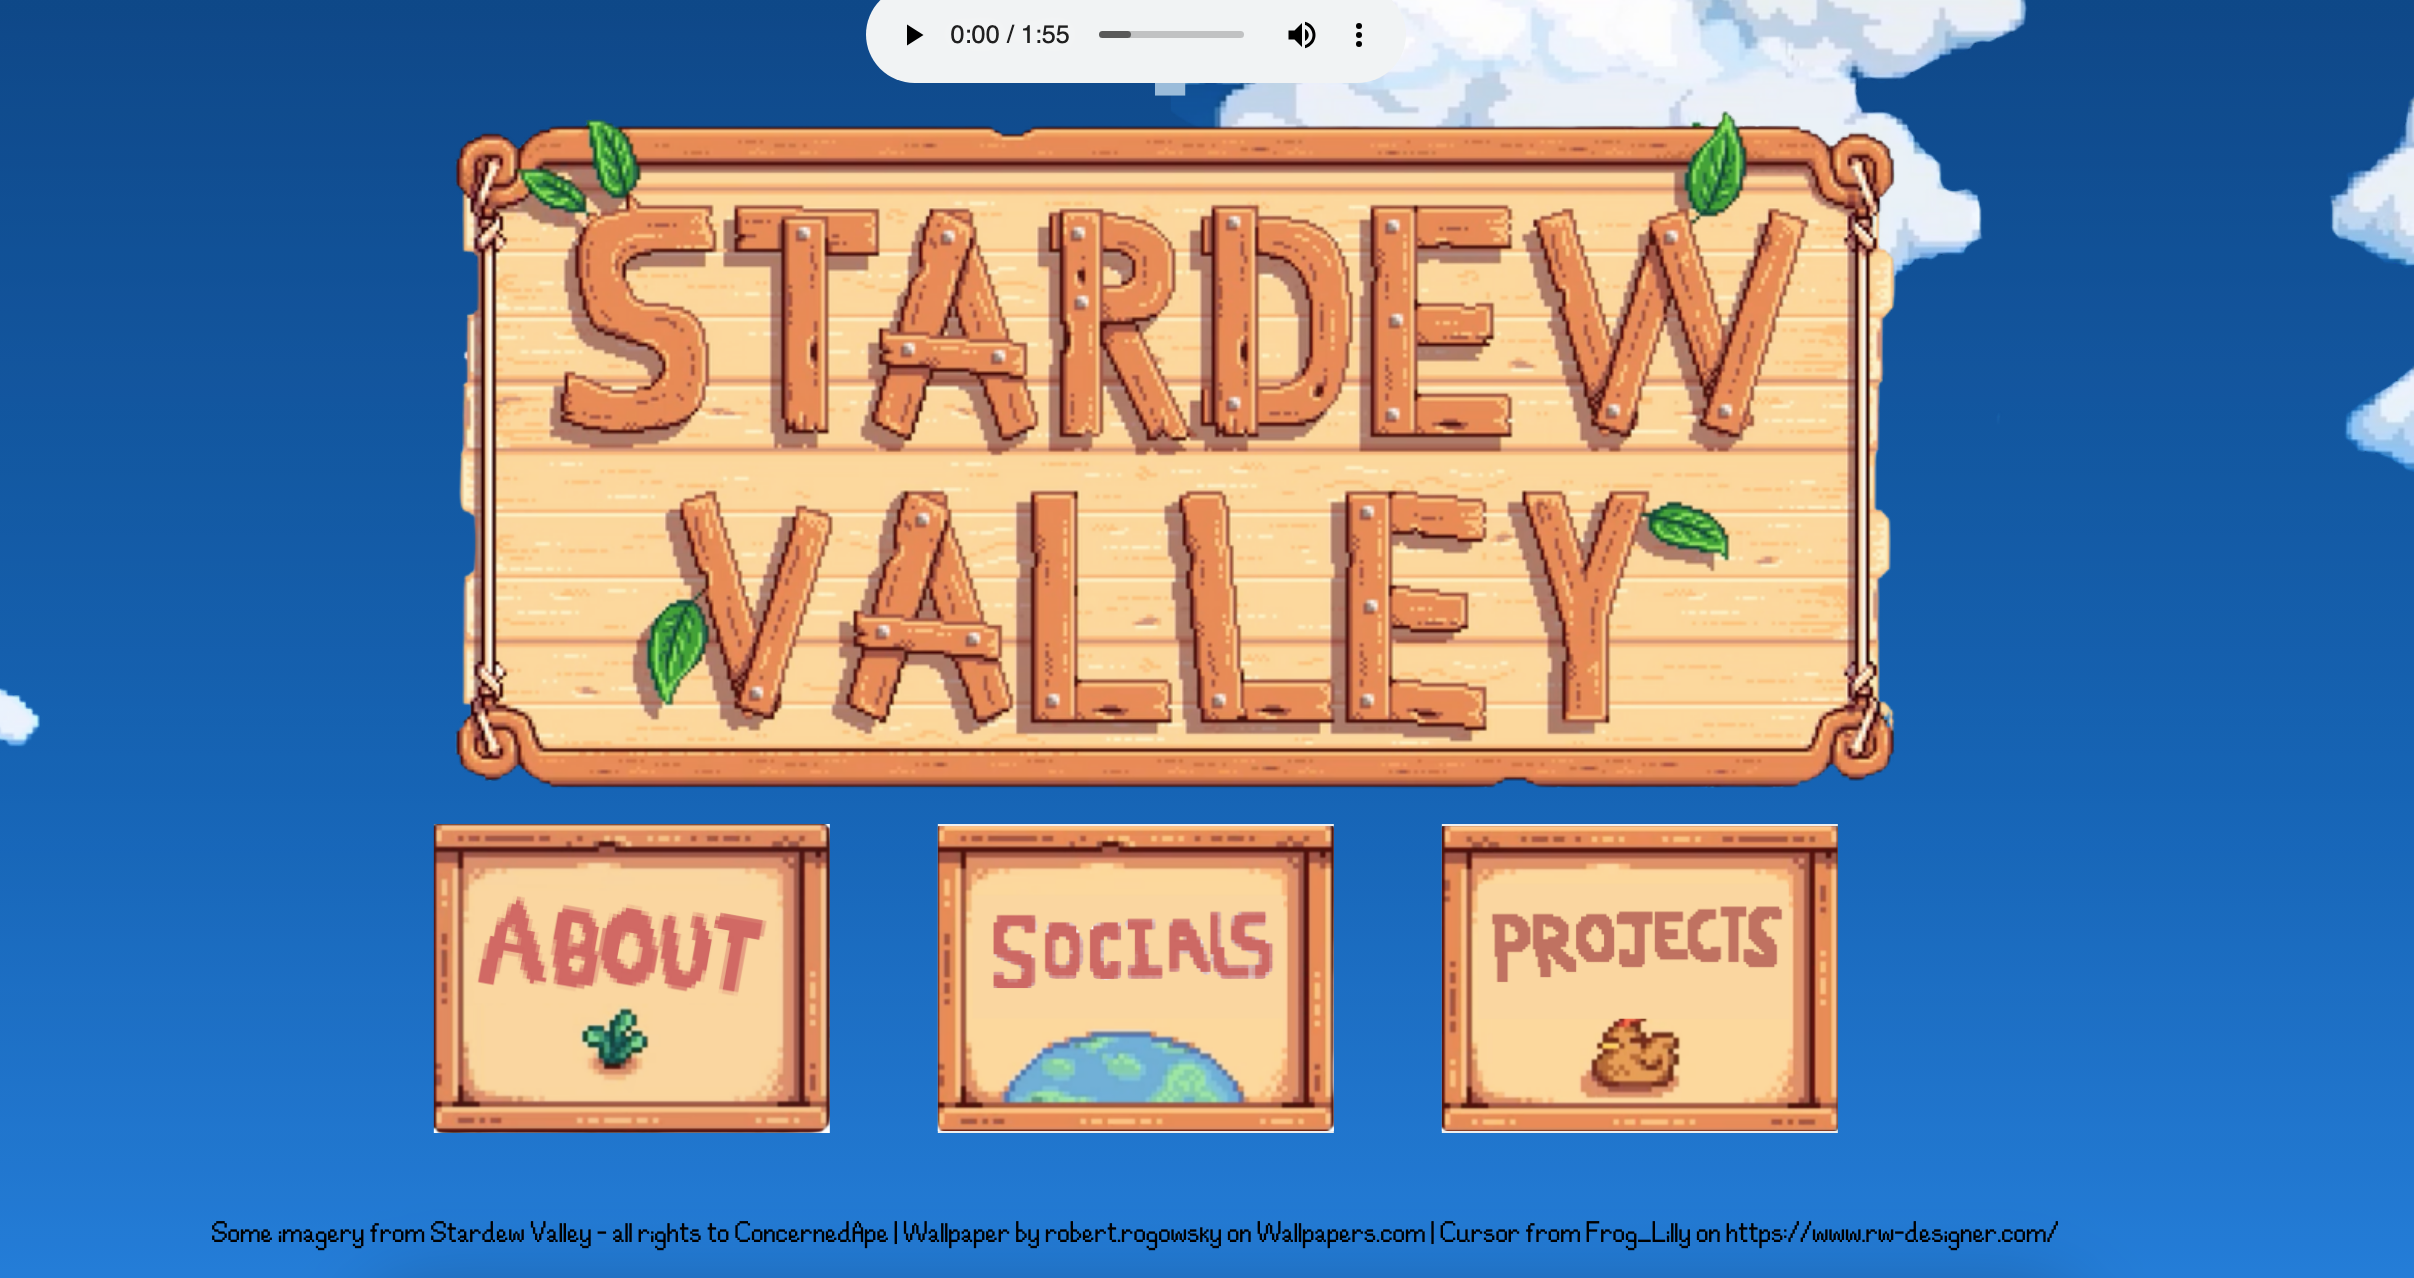 0:00 / 1:55
STARDEW
VALLEY
ABOUT
SOCIALS
PROJECTS
Some imagery from Stardew Valley - all rights to ConcernedApe | Wallpaper by robert.rogowsky on Wallpapers.com | Cursor from Frog_Lilly on https://www.rw-designer.com/